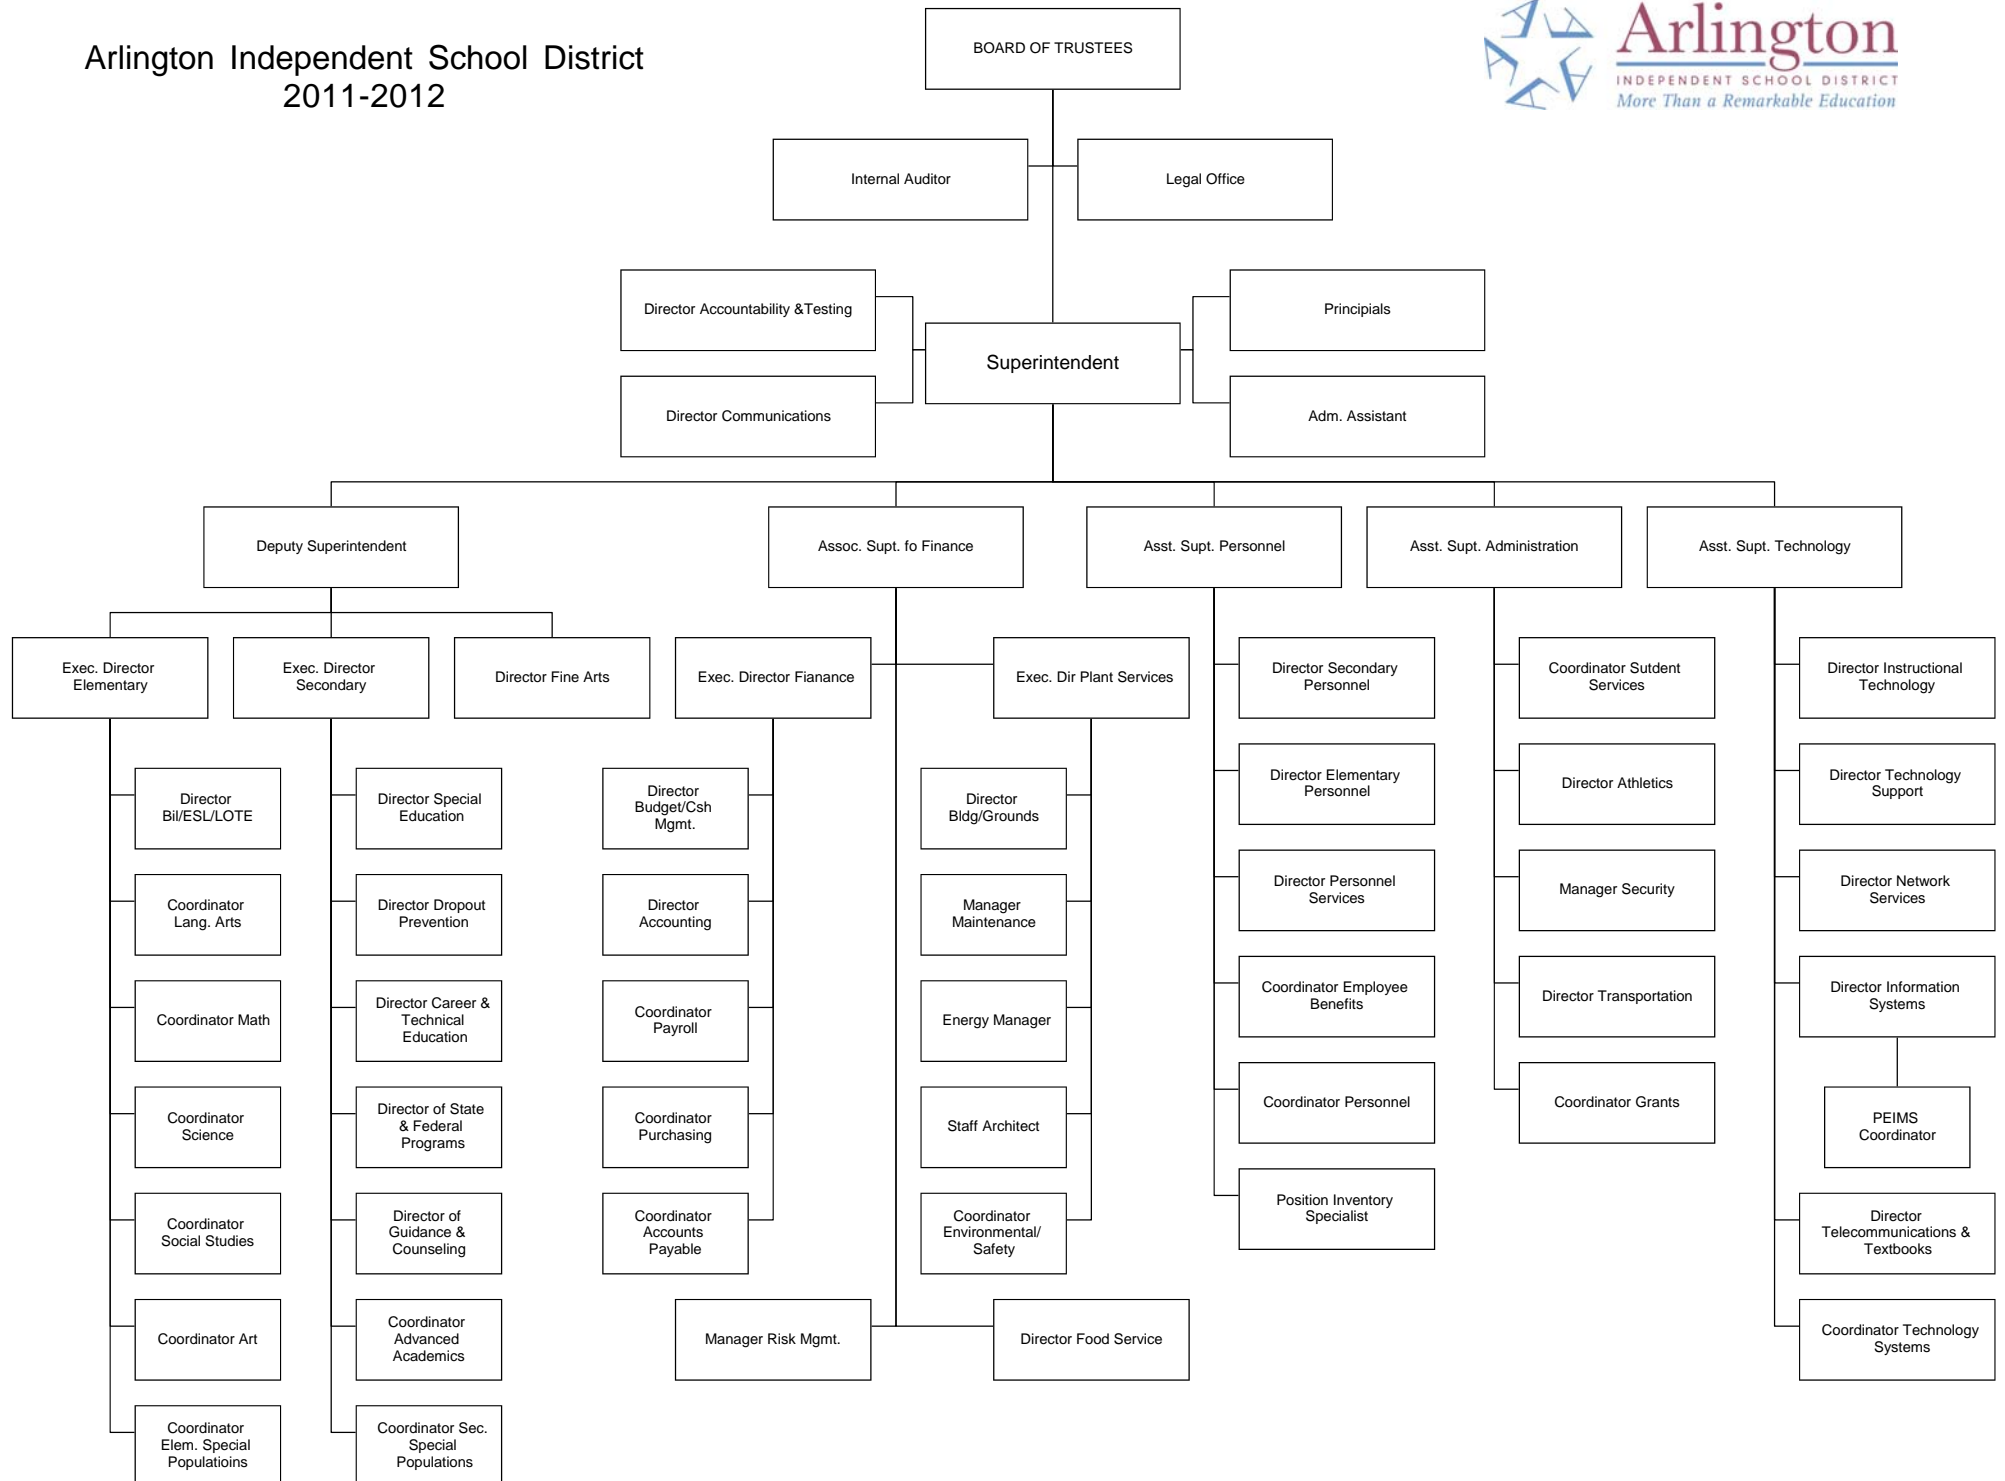 Arlington Independent School District
2011-2012
BOARD OF TRUSTEES
Arlington
INDEPENDENT SCHOOL DISTRICT
More Than a Remarkable Education
Internal Auditor
Legal Office
Director Accountability &Testing
Principials
Superintendent
Director Communications
Adm. Assistant
Deputy Superintendent
Assoc. Supt. fo Finance
Asst. Supt. Personnel
Asst. Supt. Administration
Asst. Supt. Technology
Exec. Director
Elementary
Exec. Director
Secondary
Director Fine Arts
Exec. Director Fianance
Exec. Dir Plant Services
Director Secondary
Personnel
Coordinator Sutdent
Services
Director Instructional
Technology
Director
Bil/ESL/LOTE
Director Special
Education
Director
Budget/Csh
Mgmt.
Director
Bldg/Grounds
Director Elementary
Personnel
Director Athletics
Director Technology
Support
Coordinator
Lang. Arts
Director Dropout
Prevention
Director
Accounting
Manager
Maintenance
Director Personnel
Services
Manager Security
Director Network
Services
Coordinator Math
Director Career &
Technical
Education
Coordinator
Payroll
Energy Manager
Coordinator Employee
Benefits
Director Transportation
Director Information
Systems
Coordinator
Science
Director of State
& Federal
Programs
Coordinator
Purchasing
Staff Architect
Coordinator Personnel
Coordinator Grants
PEIMS
Coordinator
Coordinator
Social Studies
Director of
Guidance &
Counseling
Coordinator
Accounts
Payable
Coordinator
Environmental/
Safety
Position Inventory
Specialist
Director
Telecommunications &
Textbooks
Coordinator Art
Coordinator
Advanced
Academics
Manager Risk Mgmt.
Director Food Service
Coordinator Technology
Systems
Coordinator
Elem. Special
Populatioins
Coordinator Sec.
Special
Populations